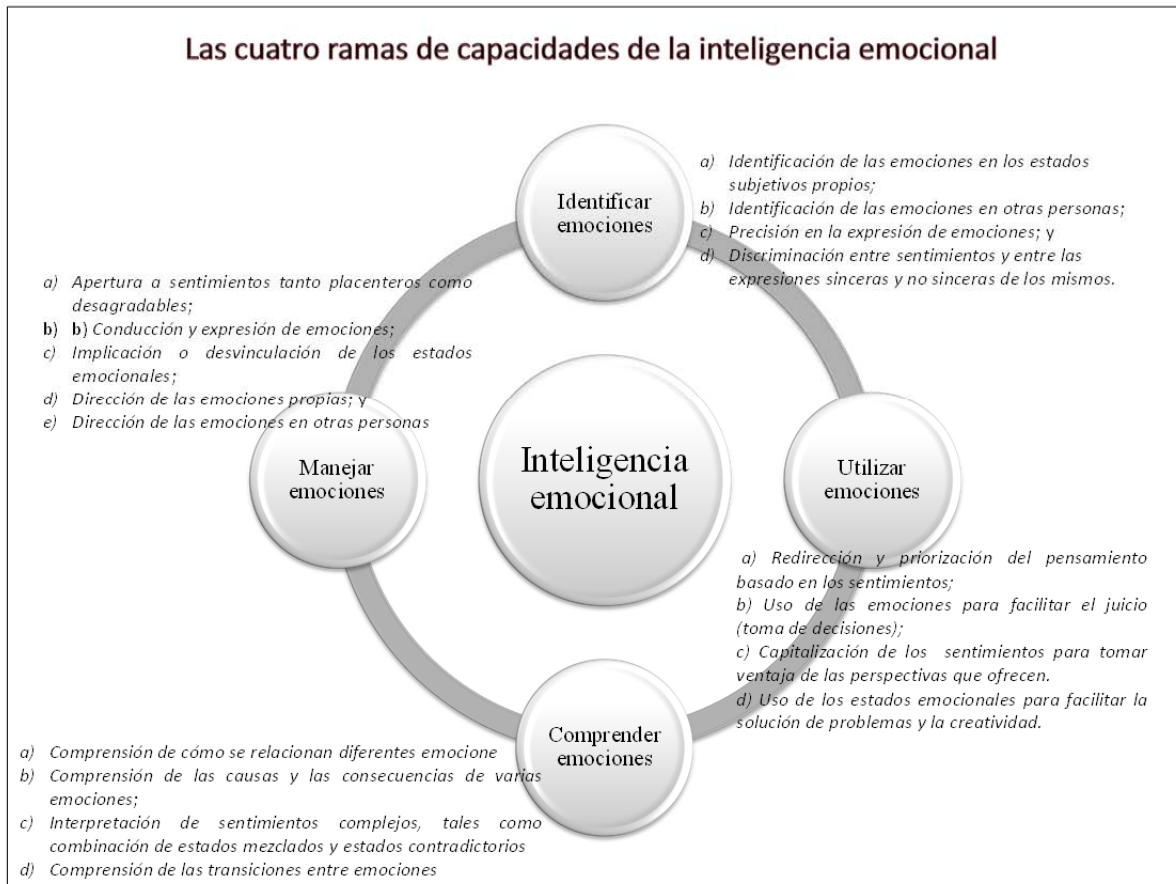 Las cuatro ramas de capacidades de la inteligencia emocional
Identificar
emociones
a) Identificación de las emociones en los estados
subjetivos propios;
b) Identificación de las emociones en otras personas;
c) Precisión en la expresión de emociones; y
d) Discriminación entre sentimientos y entre las
expresiones sinceras y no sinceras de los mismos.
a) Apertura a sentimientos tanto placenteros como
desagradables;
b) b) Conducción y expresión de emociones;
c) Implicación o desvinculación de los estados
emocionales;
d) Dirección de las emociones propias; y
e) Dirección de las emociones en otras personas
Manejar
emociones
Inteligencia
emocional
Utilizar
emociones
a) Redirección y priorización del pensamiento
basado en los sentimientos;
b) Uso de las emociones para facilitar el juicio
(toma de decisiones);
c) Capitalización de los sentimientos para tomar
ventaja de las perspectivas que ofrecen.
d) Uso de los estados emocionales para facilitar la
solución de problemas y la creatividad.
Comprender
emociones
a) Comprensión de cómo se relacionan diferentes emocione
b) Comprensión de las causas y las consecuencias de varias
emociones;
c) Interpretación de sentimientos complejos, tales como
combinación de estados mezclados y estados contradictorios
d) Comprensión de las transiciones entre emociones